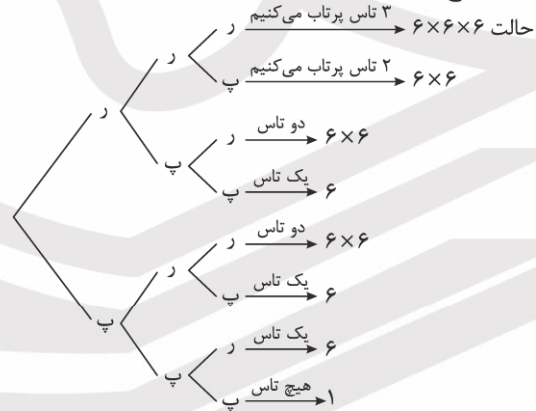 ر ۳ تاس پرتاب می‌کنیم ۶×۶×۶ حالت
ر
پ ۲ تاس پرتاب می‌کنیم ۶×۶
ر
ر دو تاس ۶×۶
پ
پ یک تاس ۶
ر دو تاس ۶×۶
ر
پ یک تاس ۶
پ
ر یک تاس ۶
پ
پ هیچ تاس ۱